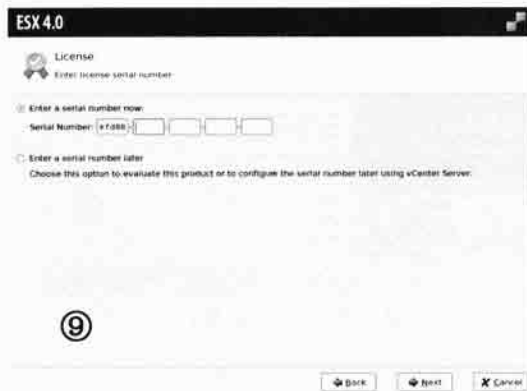 ESX 4.0
License
Enter license serial number
Enter a serial number now:
Serial Number:
Enter a serial number later
Choose this option to evaluate this product or to configure the serial number later using vCenter Server.
⑨
Back Next Cancel